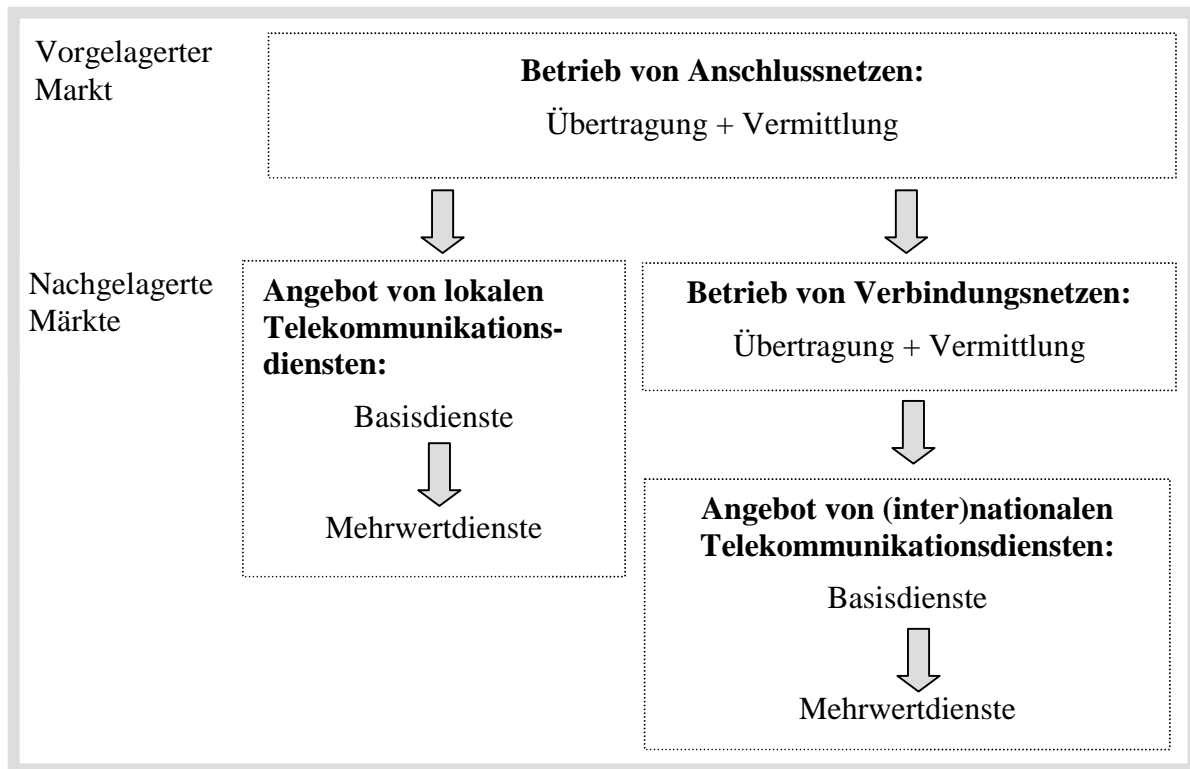 Vorgelagerter
Markt
Betrieb von Anschlussnetzen:
Übertragung + Vermittlung
Nachgelagerte
Märkte
Angebot von lokalen
Telekommunikations-
diensten:
Basisdienste
Mehrwertdienste
Betrieb von Verbindungsnetzen:
Übertragung + Vermittlung
Angebot von (inter)nationalen
Telekommunikationsdiensten:
Basisdienste
Mehrwertdienste